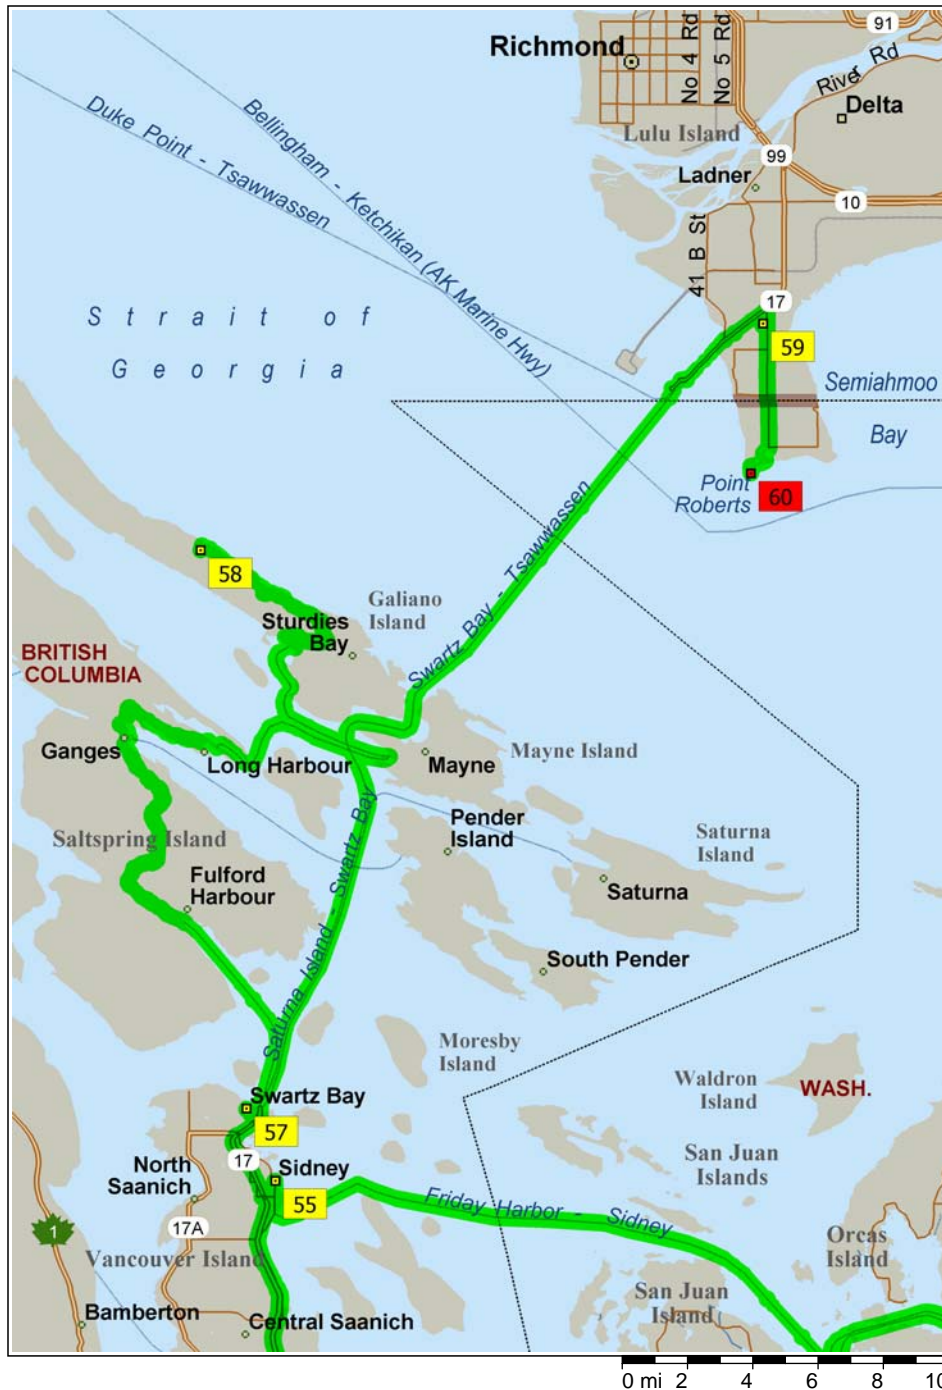 91
Richmond
No 4 Rd
No 5 Rd
River Rd
Delta
Lulu Island
Duke Point - Tsawwassen
Bellingham - Ketchikan (AK Marine Hwy)
99
Ladner
10
41 B St
17
Strait of
Georgia
59
Semiahmoo
Bay
Point
Roberts
60
Swartz Bay - Tsawwassen
58
Galiano
Island
Sturdies
Bay
BRITISH
COLUMBIA
Ganges
Long Harbour
Mayne
Mayne Island
Pender
Island
Saltspring Island
Saturna
Island
Fulford
Harbour
Saturna
Saturna Island - Swartz Bay
South Pender
Moresby
Island
Waldron
Island
WASH.
Swartz Bay
57
San Juan
Islands
17
North
Saanich
Sidney
55
Friday Harbor - Sidney
17A
1
Vancouver Island
Orcas
Island
San Juan
Island
Bamberton
Central Saanich
0 mi 2 4 6 8 10